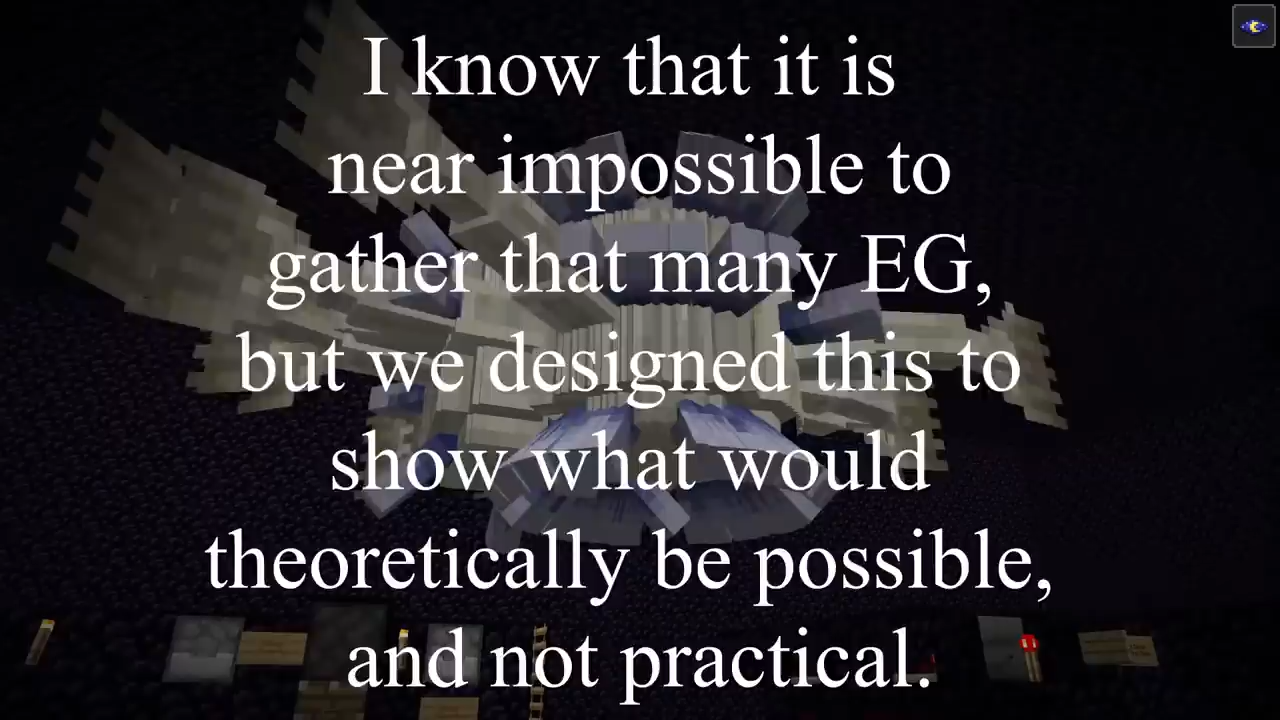 I know that it is
near impossible to
gather that many EG,
but we designed this to
show what would
theoretically be possible,
and not practical.